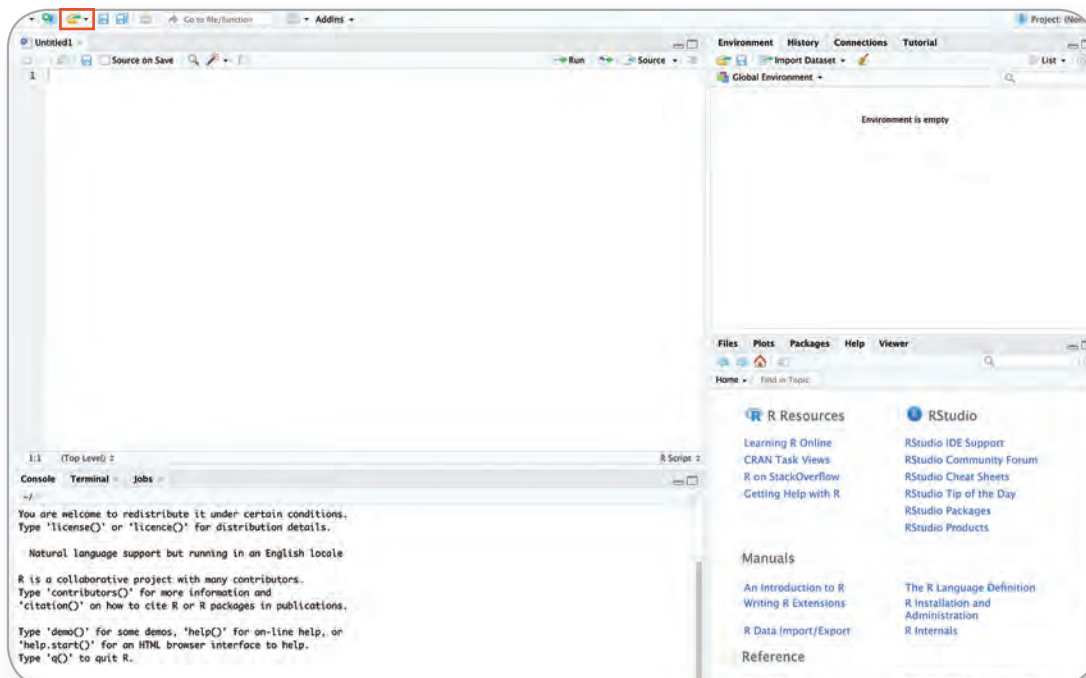 Go to file/function
Addins
Project: (Non
Untitled1
Source on Save
Run
Source
1
1:1 (Top Level)
R Script
Console Terminal Jobs
~/
You are welcome to redistribute it under certain conditions.
Type 'license()' or 'licence()' for distribution details.
Natural language support but running in an English locale
R is a collaborative project with many contributors.
Type 'contributors()' for more information and
'citation()' on how to cite R or R packages in publications.
Type 'demo()' for some demos, 'help()' for on-line help, or
'help.start()' for an HTML browser interface to help.
Type 'q()' to quit R.
Environment History Connections Tutorial
Import Dataset
List
Global Environment
Environment is empty
Files Plots Packages Help Viewer
Home Find in Topic
R Resources
Learning R Online
CRAN Task Views
R on StackOverflow
Getting Help with R
RStudio
RStudio IDE Support
RStudio Community Forum
RStudio Cheat Sheets
RStudio Tip of the Day
RStudio Packages
RStudio Products
Manuals
An Introduction to R
Writing R Extensions
R Data Import/Export
The R Language Definition
R Installation and
Administration
R Internals
Reference